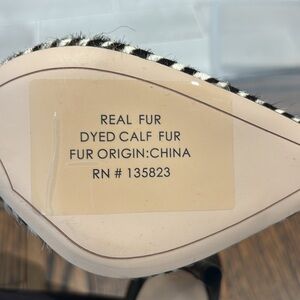 REAL FUR
DYED CALF FUR
FUR ORIGIN:CHINA
RN # 135823